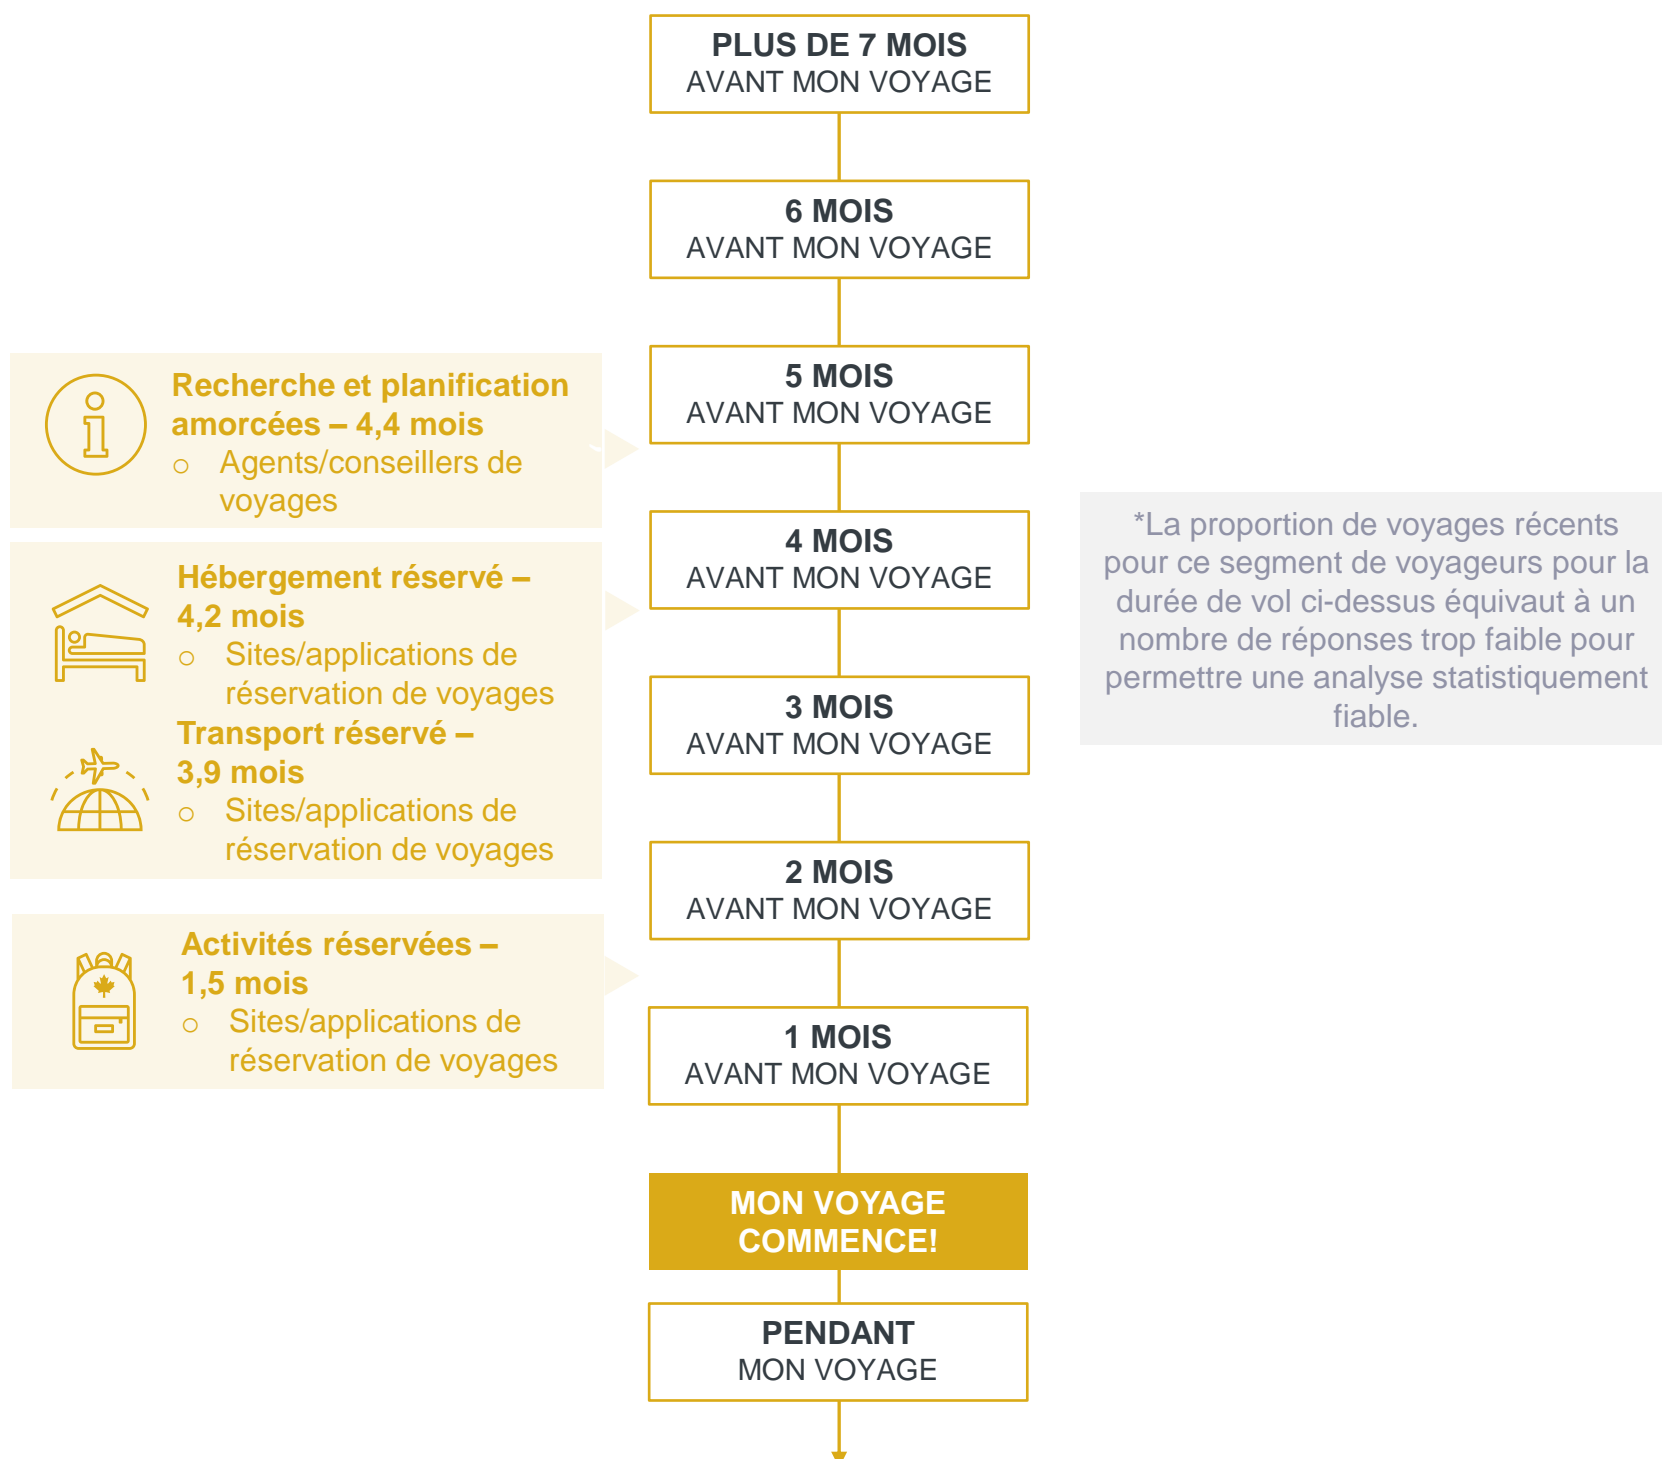 PLUS DE 7 MOIS
AVANT MON VOYAGE
6 MOIS
AVANT MON VOYAGE
5 MOIS
AVANT MON VOYAGE
Recherche et planification
amorcées – 4,4 mois
o Agents/conseillers de
voyages
4 MOIS
AVANT MON VOYAGE
Hébergement réservé –
4,2 mois
o Sites/applications de
réservation de voyages
Transport réservé –
3,9 mois
o Sites/applications de
réservation de voyages
*La proportion de voyages récents
pour ce segment de voyageurs pour la
durée de vol ci-dessus équivaut à un
nombre de réponses trop faible pour
permettre une analyse statistiquement
fiable.
3 MOIS
AVANT MON VOYAGE
2 MOIS
AVANT MON VOYAGE
Activités réservées –
1,5 mois
o Sites/applications de
réservation de voyages
1 MOIS
AVANT MON VOYAGE
MON VOYAGE
COMMENCE!
PENDANT
MON VOYAGE